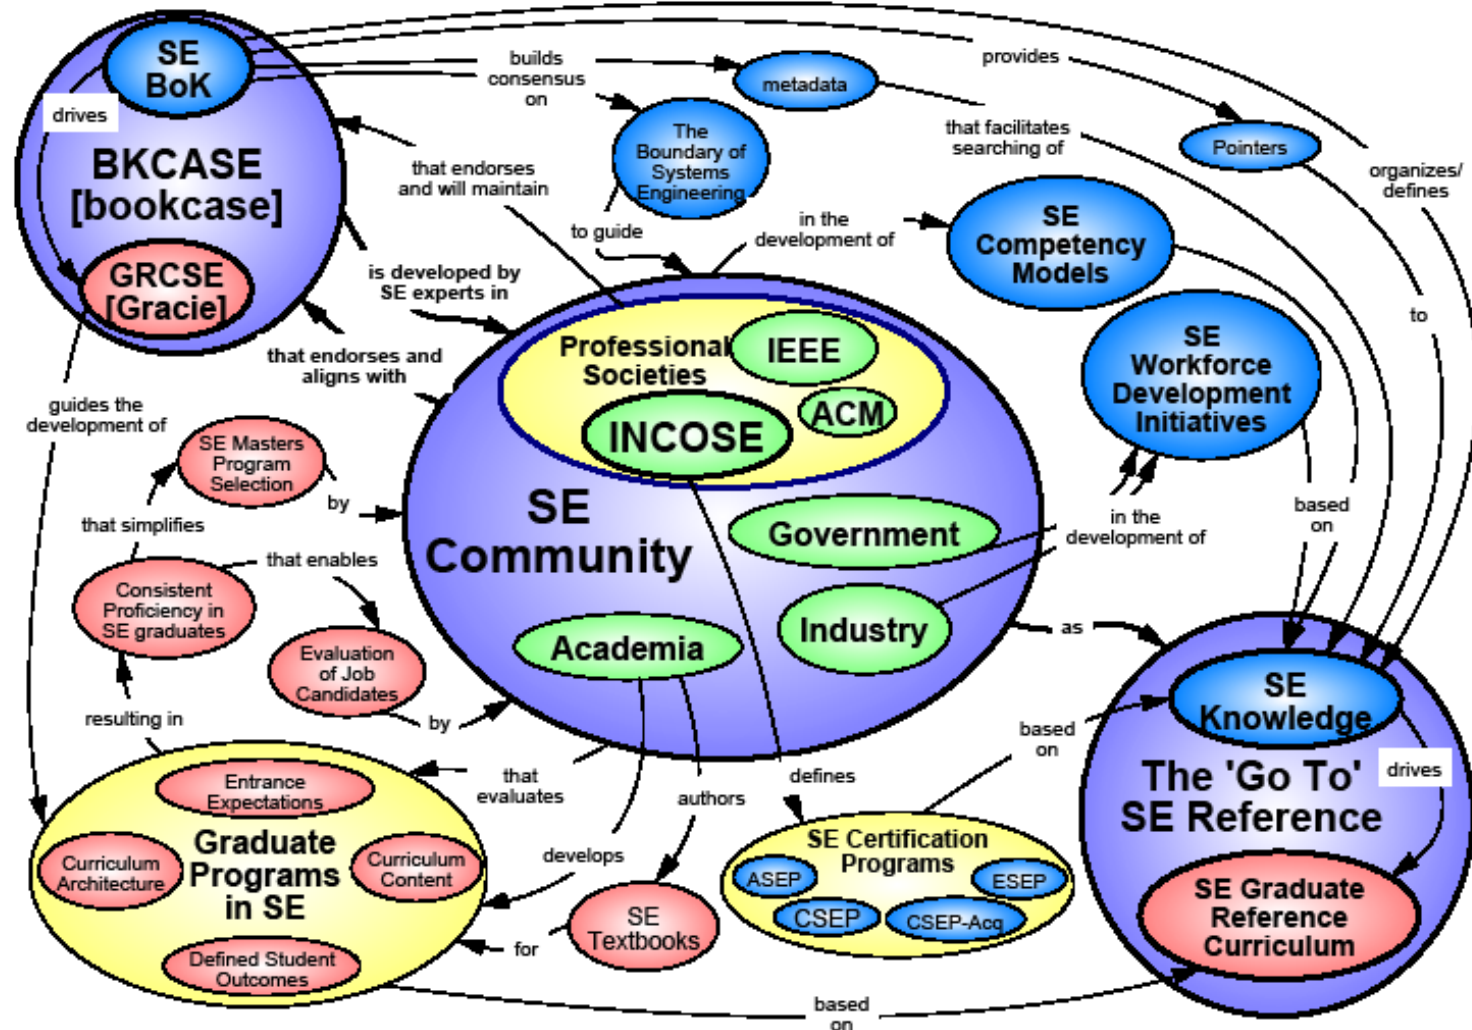 SE
BoK
drives
BKCASE
[bookcase]
GRCSE
[Gracie]
builds
consensus
on
metadata
provides
The
Boundary of
Systems
Engineering
that facilitates
searching of
Pointers
organizes/
defines
that endorses
and will maintain
to guide
in the
development of
SE
Competency
Models
is developed by
SE experts in
that endorses and
aligns with
Professional
Societies
IEEE
ACM
INCOSE
SE
Workforce
Development
Initiatives
to
guides the
development of
SE Masters
Program
Selection
by
that simplifies
that enables
Consistent
Proficiency in
SE graduates
Evaluation
of Job
Candidates
by
resulting in
SE
Community
Government
Industry
Academia
in the
development of
based
on
as
SE
Knowledge
drives
The 'Go To'
SE Reference
SE Graduate
Reference
Curriculum
based
on
that
evaluates
authors
defines
develops
for
SE
Textbooks
Entrance
Expectations
Curriculum
Architecture
Graduate
Programs
in SE
Curriculum
Content
Defined Student
Outcomes
SE Certification
Programs
ASEP
ESEP
CSEP
CSEP-Acq
based
on